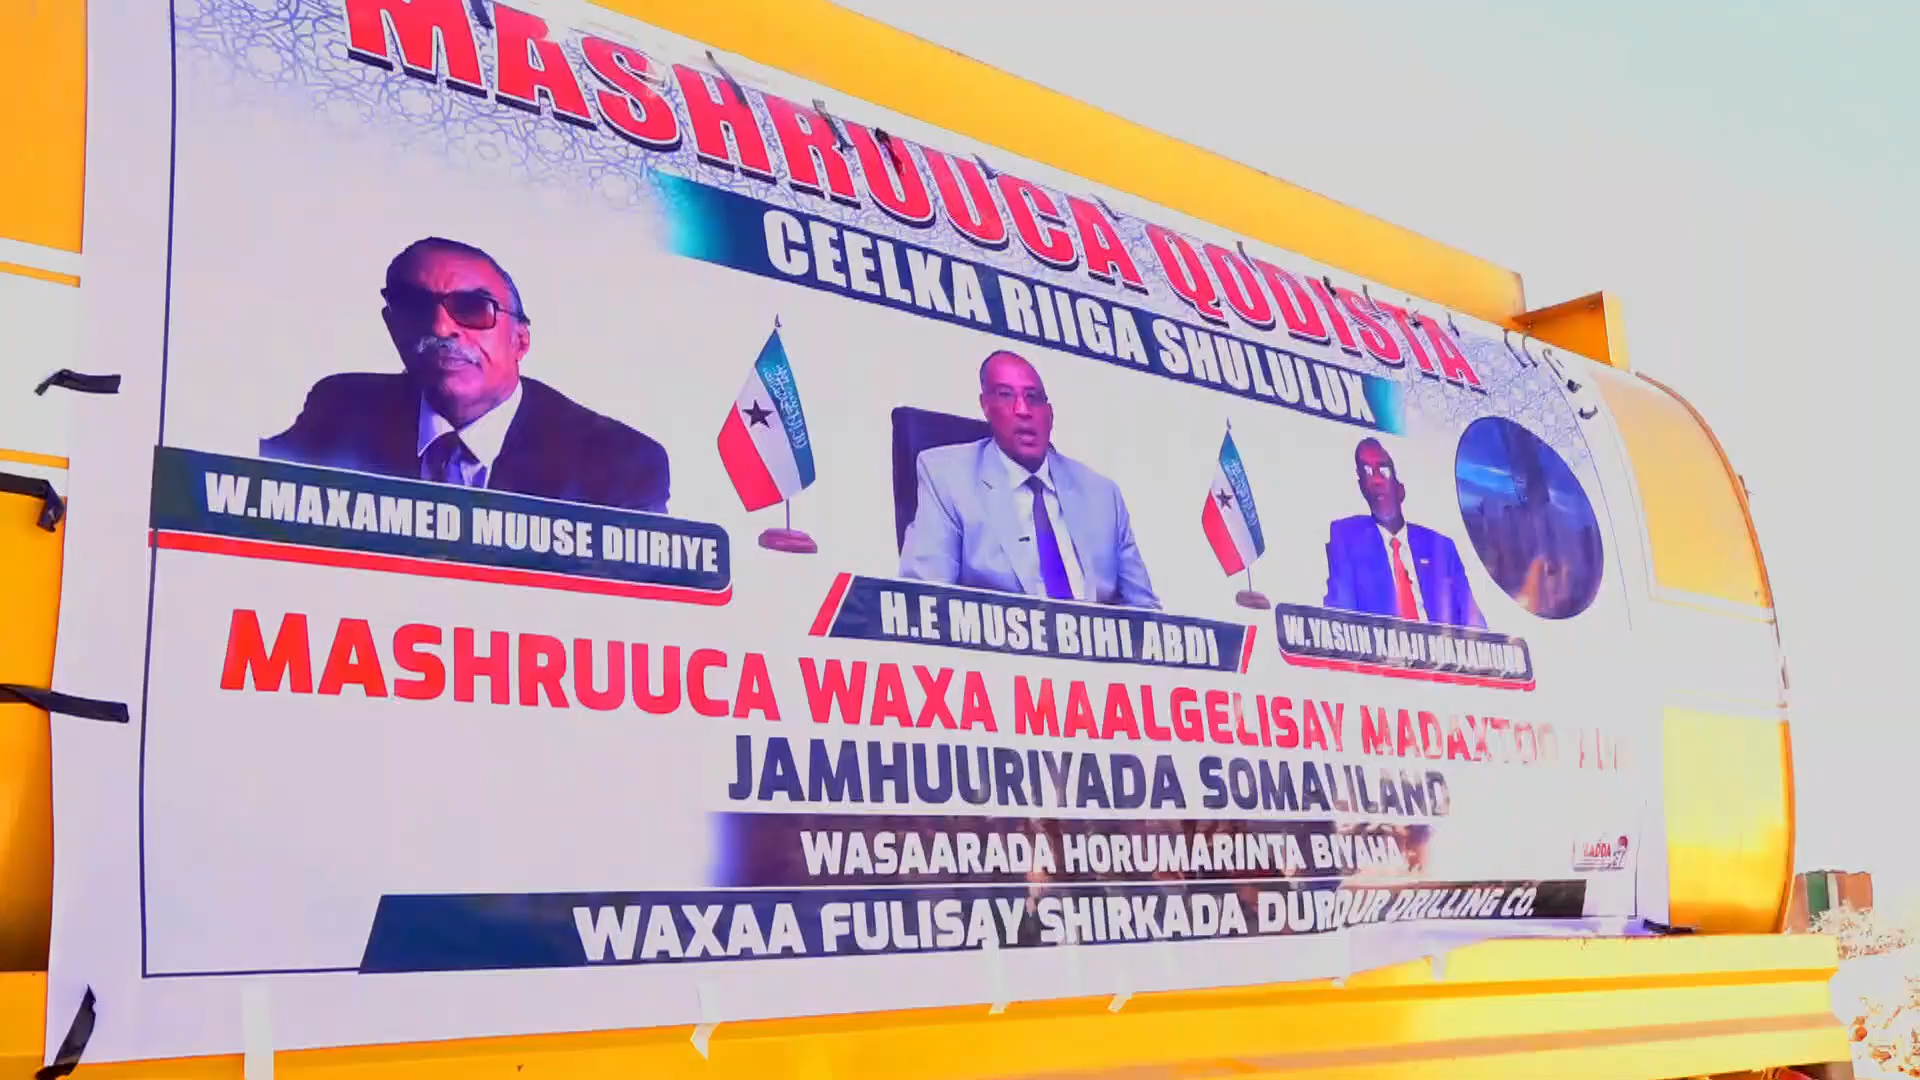 MASHRUUCA QODISTA
CEELKA RIIGA SHULULUX
W.MAXAMED MUUSE DIIRIYE
H.E MUSE BIHI ABDI
W.YASIIN XAAJI MAXAMUUD
MASHRUUCA WAXA MAALGELISAY
JAMHUURIYADA SOMALILAND
WASAARADA HORUMARINTA BIYAHA
WAXAA FULISAY SHIRKADA DURDUR DRILLING CO.